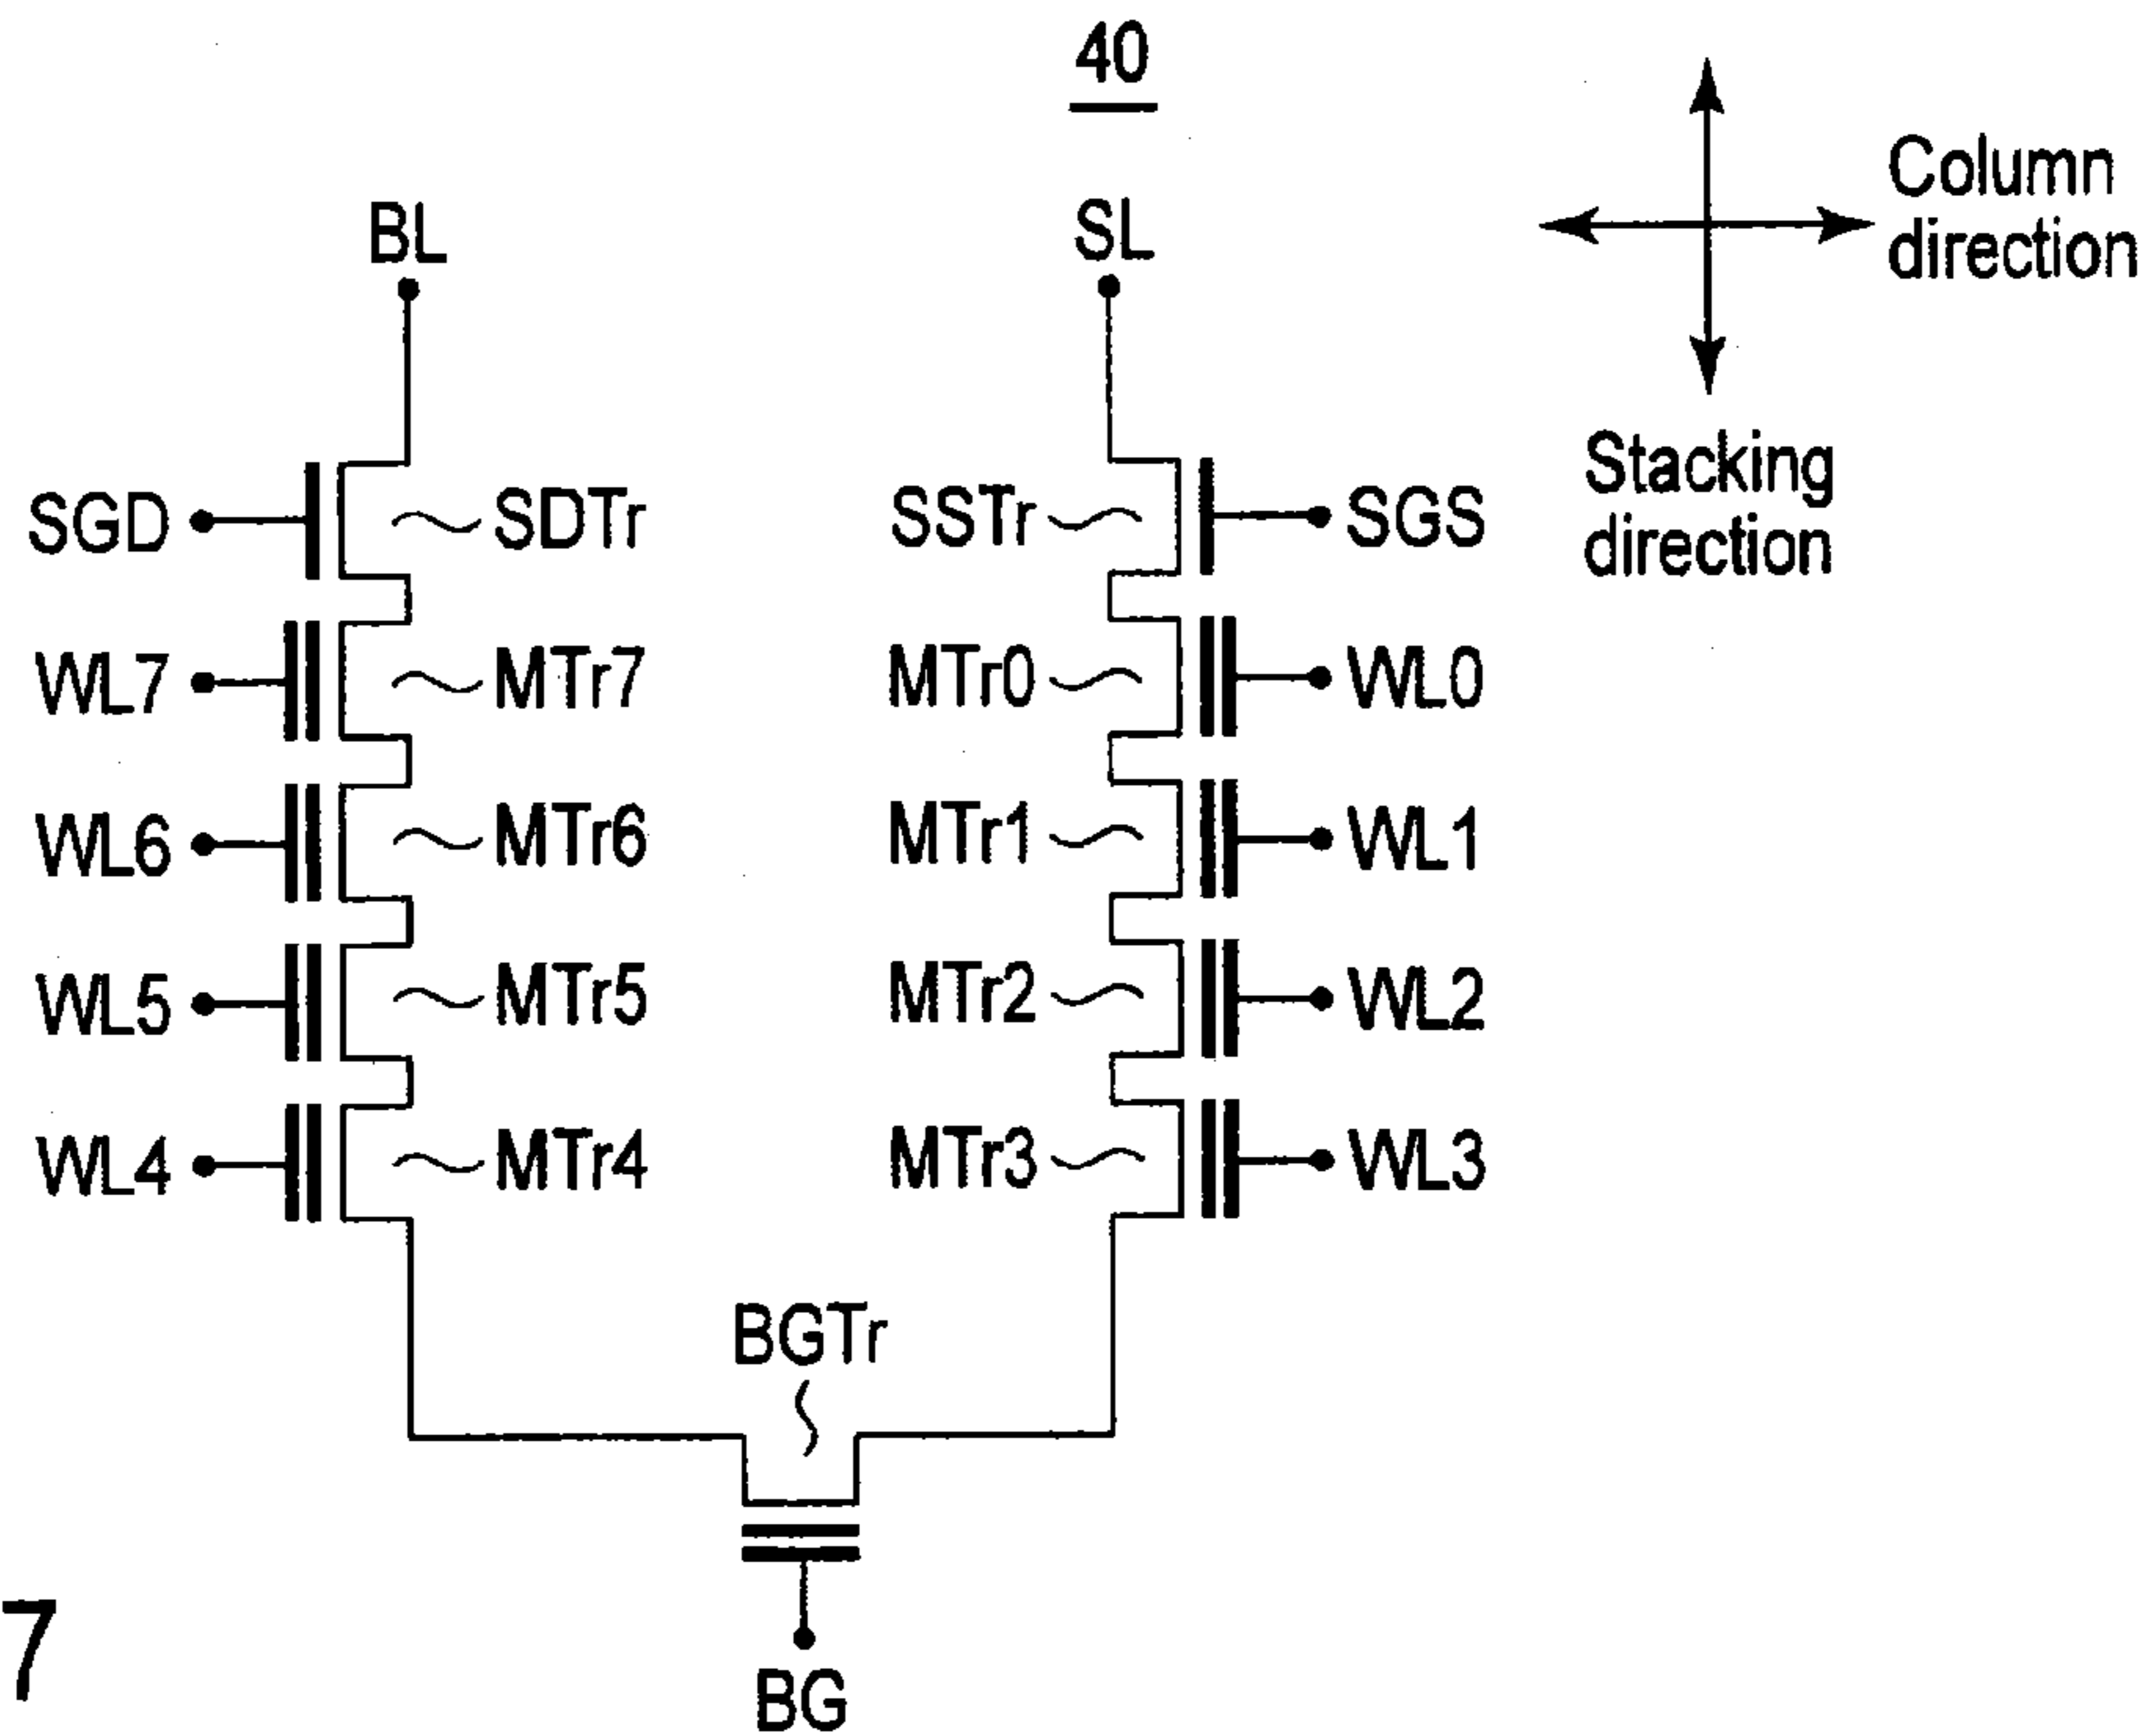 40
BL
SL
Column
direction
Stacking
direction
SGD
SDTr
SSTr
SGS
WL7
MTr7
MTr0
WL0
WL6
MTr6
MTr1
WL1
WL5
MTr5
MTr2
WL2
WL4
MTr4
MTr3
WL3
BGTr
BG
7